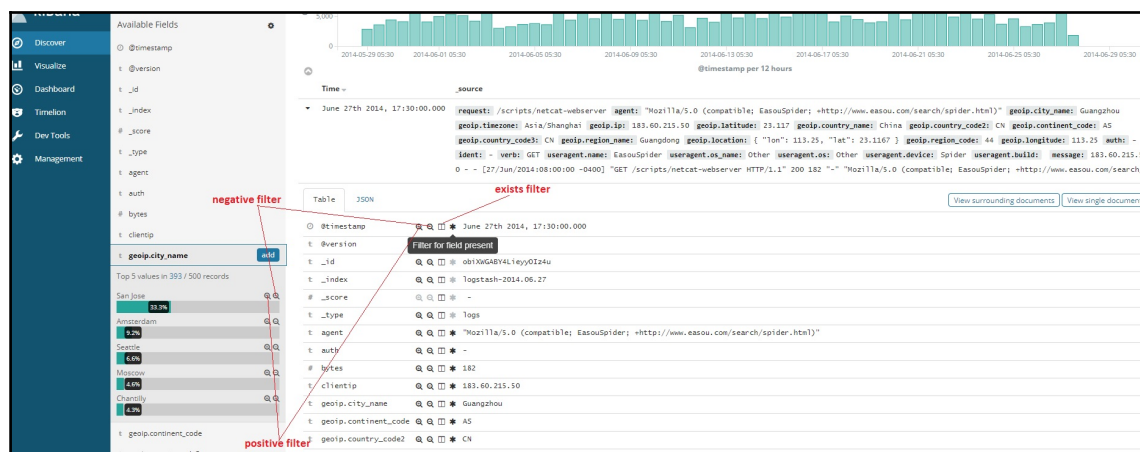 kibana
Discover
Visualize
Dashboard
Timelion
Dev Tools
Management
Available Fields
@timestamp
t @version
t _id
t _index
# _score
t _type
t agent
t auth
# bytes
t clientip
t geoip.city_name add
Top 5 values in 393 / 500 records
San Jose
33.3%
Amsterdam
9.2%
Seattle
6.6%
Moscow
4.6%
Chantilly
4.3%
t geoip.continent_code
5,000
0
2014-05-29 05:30 2014-06-01 05:30 2014-06-05 05:30 2014-06-09 05:30 2014-06-13 05:30 2014-06-17 05:30 2014-06-21 05:30 2014-06-25 05:30 2014-06-29 05:30
@timestamp per 12 hours
Time _source
June 27th 2014, 17:30:00.000 request: /scripts/netcat-webserver agent: "Mozilla/5.0 (compatible; EasouSpider; +http://www.easou.com/search/spider.html)" geoip.city_name: Guangzhou
geoip.timezone: Asia/Shanghai geoip.ip: 183.60.215.50 geoip.latitude: 23.117 geoip.country_name: China geoip.country_code2: CN geoip.continent_code: AS
geoip.country_code3: CN geoip.region_name: Guangdong geoip.location: { "lon": 113.25, "lat": 23.1167 } geoip.region_code: 44 geoip.longitude: 113.25 auth: -
ident: - verb: GET useragent.name: EasouSpider useragent.os_name: Other useragent.os: Other useragent.device: Spider useragent.build: message: 183.60.215.
0 - - [27/Jun/2014:08:00:00 -0400] "GET /scripts/netcat-webserver HTTP/1.1" 200 182 "-" "Mozilla/5.0 (compatible; EasouSpider; +http://www.easou.com/search/
negative filter
exists filter
Table JSON
View surrounding documents View single document
@timestamp June 27th 2014, 17:30:00.000
t @version
Filter for field present
t _id obiXWGABY4LieyyOIz4u
t _index logstash-2014.06.27
# _score -
t _type logs
t agent "Mozilla/5.0 (compatible; EasouSpider; +http://www.easou.com/search/spider.html)"
t auth -
# bytes 182
t clientip 183.60.215.50
t geoip.city_name Guangzhou
t geoip.continent_code AS
t geoip.country_code2 CN
positive filter